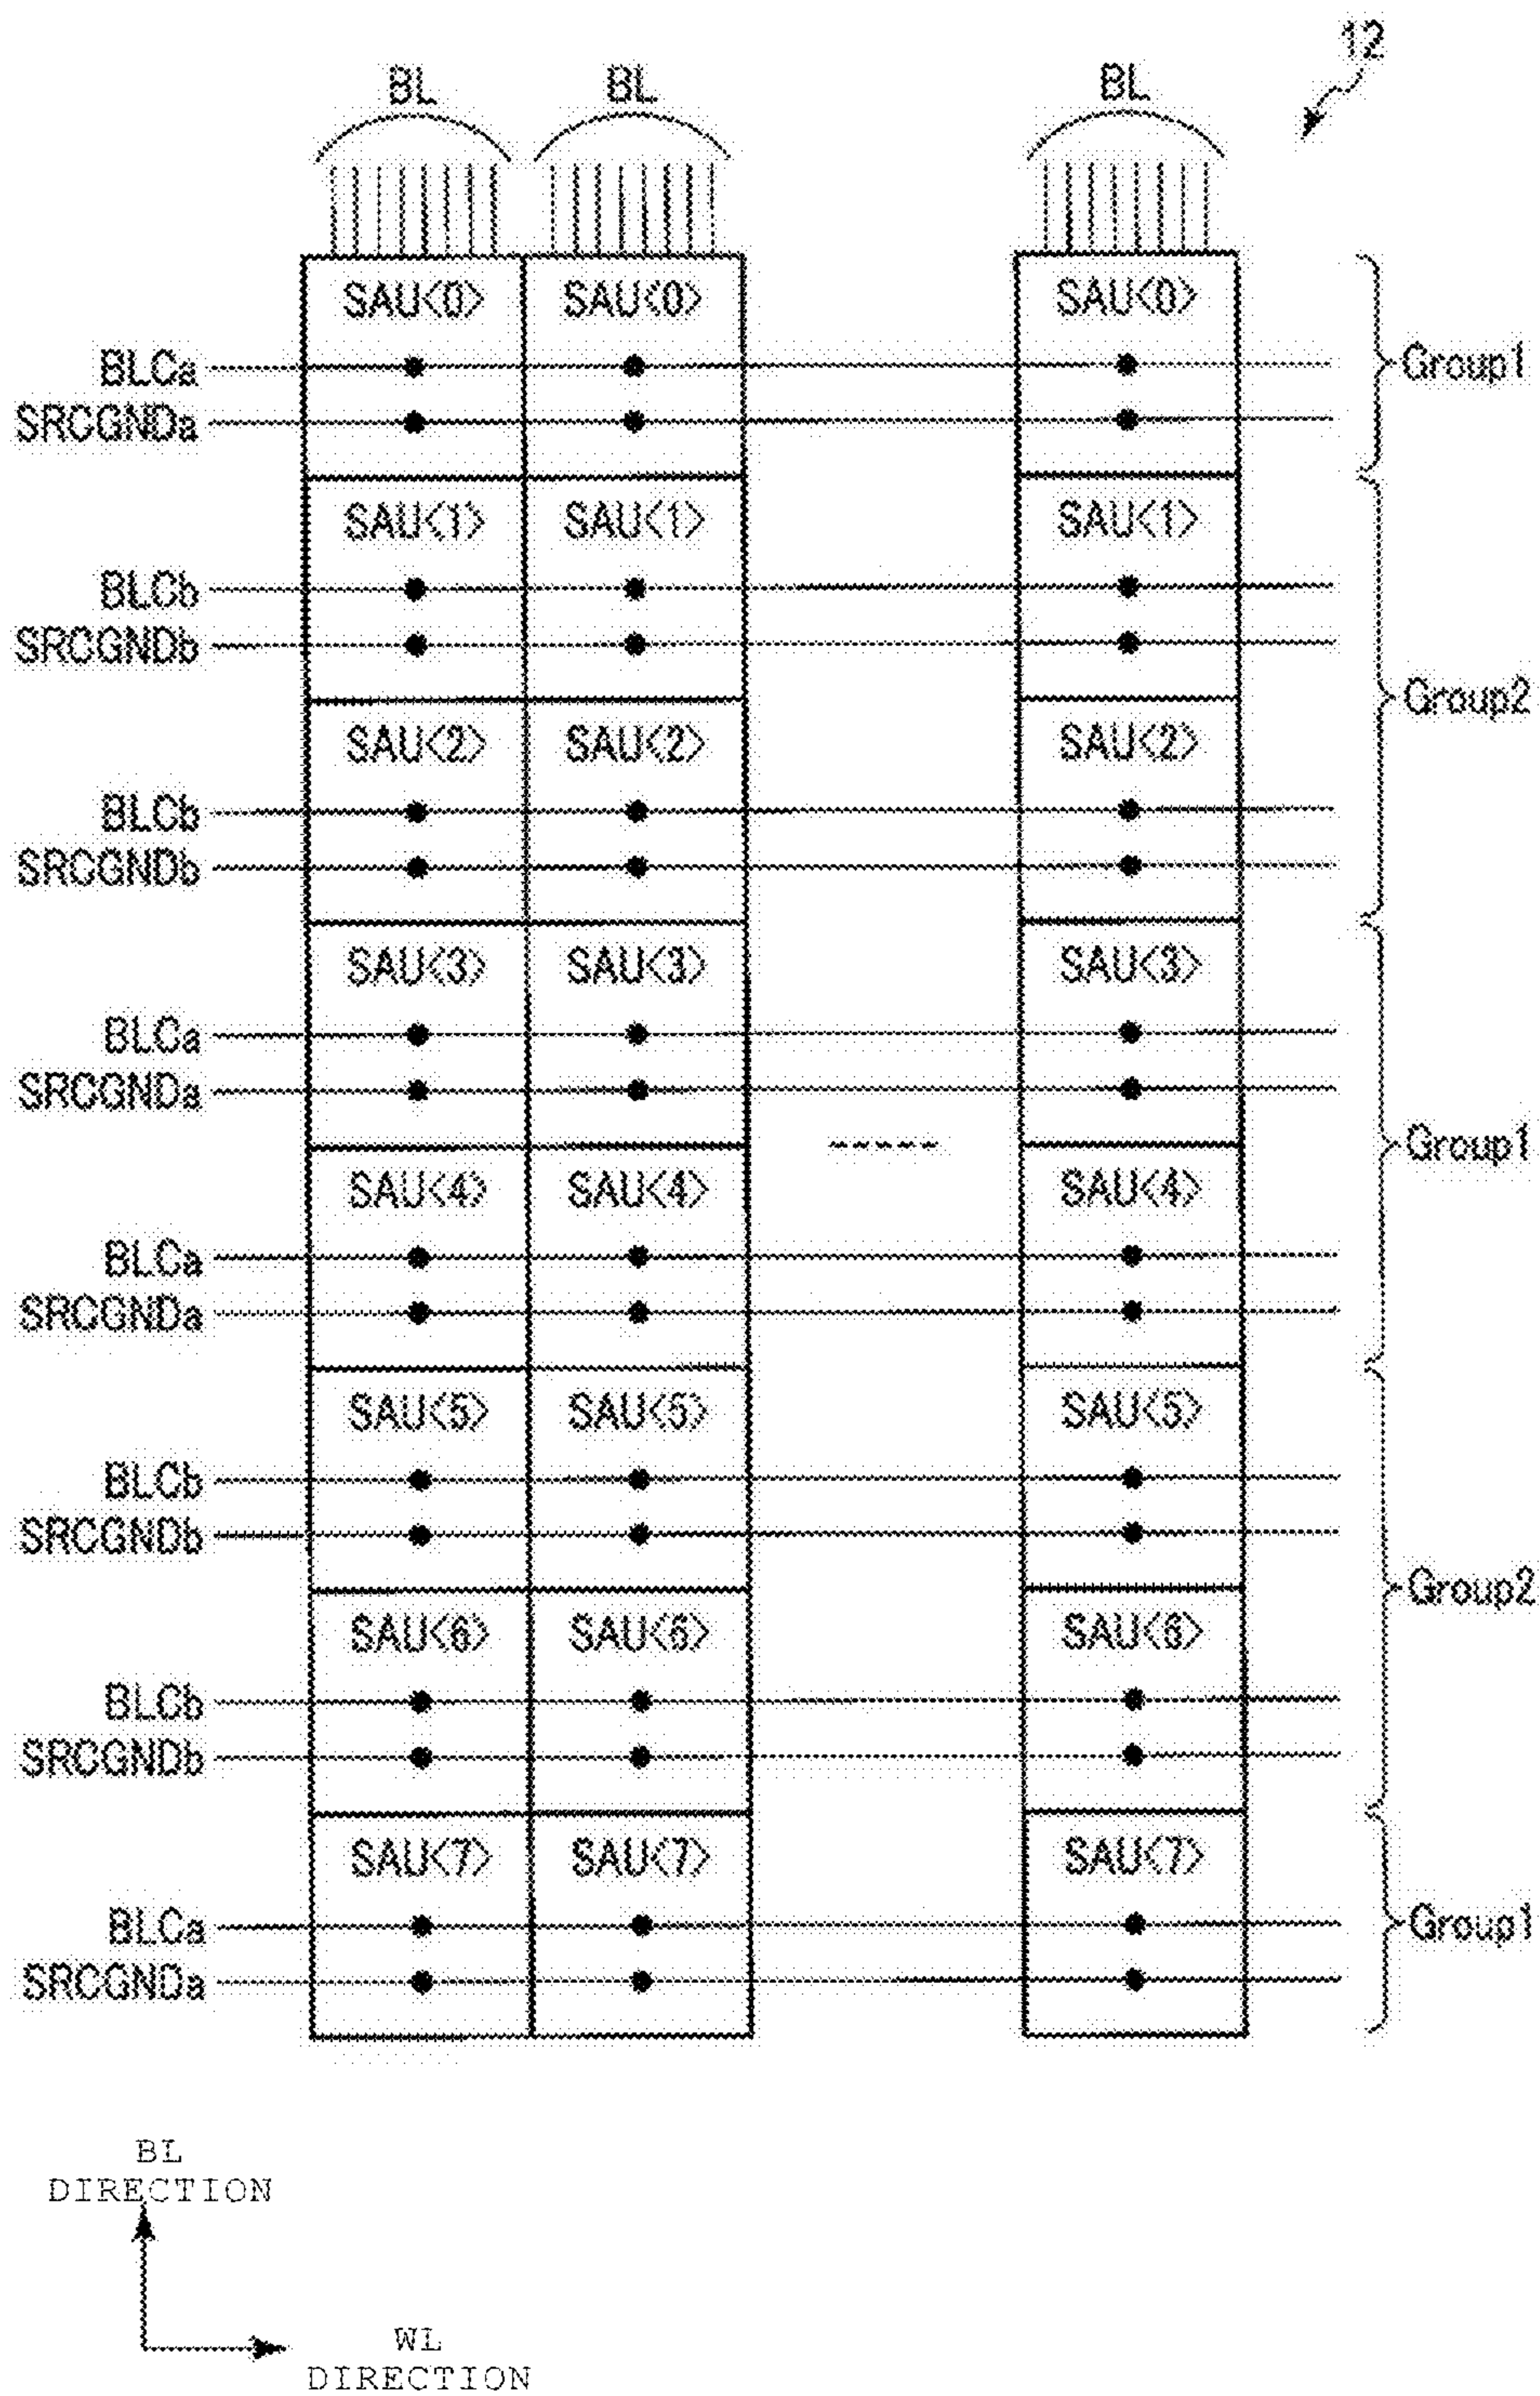 12
BL BL BL
SAU<0> SAU<0> SAU<0>
BLCa
Group1
SRCGNDa
SAU<1> SAU<1> SAU<1>
BLCb
SRCGNDb
Group2
SAU<2> SAU<2> SAU<2>
BLCb
SRCGNDb
SAU<3> SAU<3> SAU<3>
BLCa
SRCGNDa
Group1
SAU<4> SAU<4> SAU<4>
BLCa
SRCGNDa
SAU<5> SAU<5> SAU<5>
BLCb
SRCGNDb
Group2
SAU<6> SAU<6> SAU<6>
BLCb
SRCGNDb
SAU<7> SAU<7> SAU<7>
BLCa
Group1
SRCGNDa
BL
DIRECTION
WL
DIRECTION